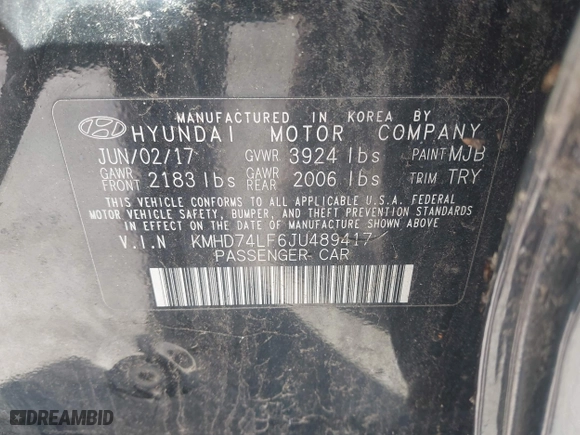 MANUFACTURED IN KOREA BY
HYUNDAI MOTOR COMPANY
JUN/02/17 GVWR 3924 lbs PAINT MJB
GAWR FRONT 2183 lbs GAWR REAR 2006 lbs TRIM TRY
THIS VEHICLE CONFORMS TO ALL APPLICABLE U.S.A. FEDERAL
MOTOR VEHICLE SAFETY, BUMPER, AND THEFT PREVENTION STANDARDS
IN EFFECT ON THE DATE OF MANUFACTURE SHOWN ABOVE.
V.I.N KMHD74LF6JU489417
PASSENGER CAR
DREAMBID